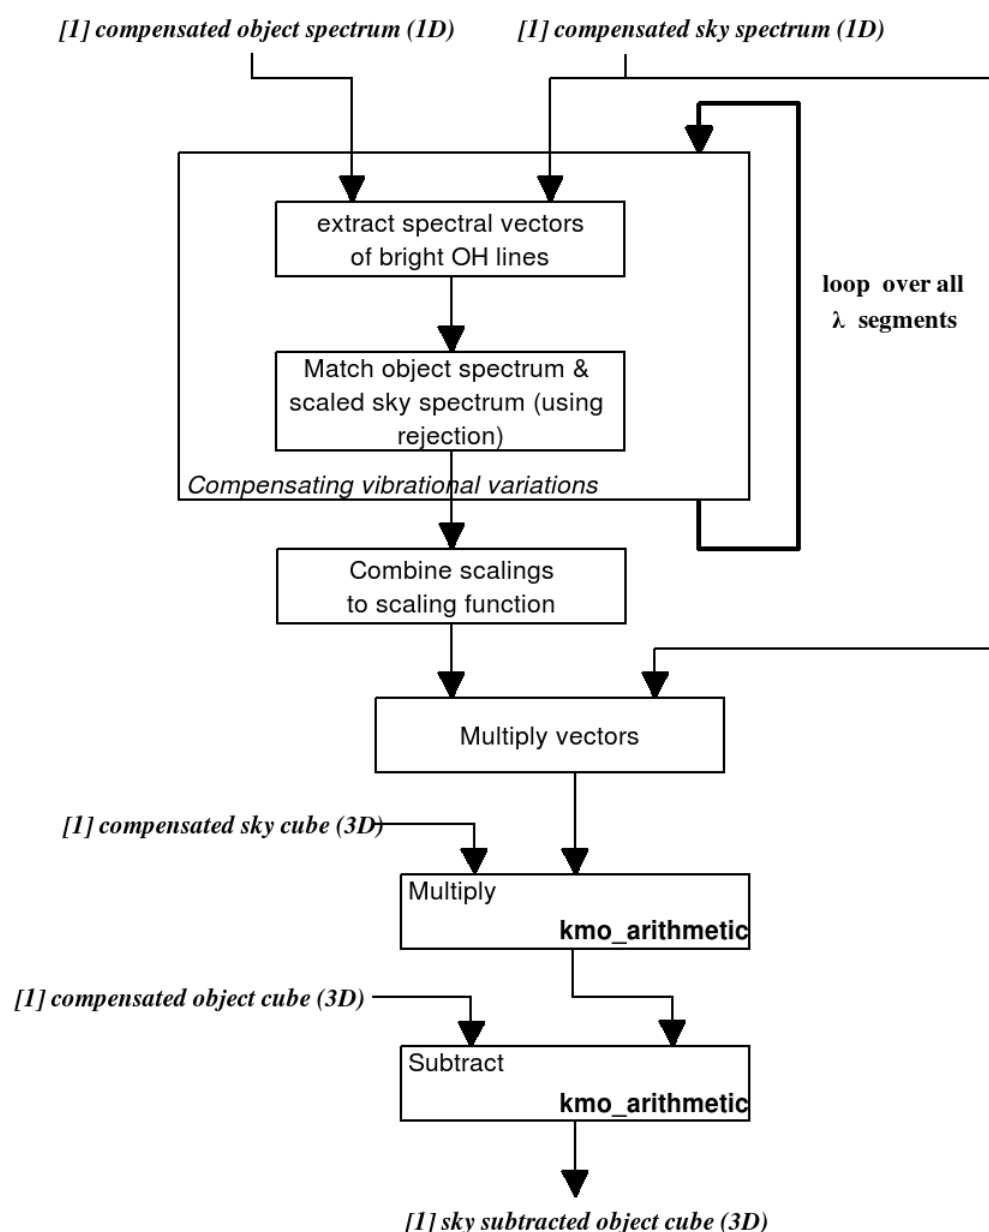 [1] compensated object spectrum (1D)
[1] compensated sky spectrum (1D)
extract spectral vectors
of bright OH lines
loop over all
λ segments
Match object spectrum &
scaled sky spectrum (using
rejection)
Compensating vibrational variations
Combine scalings
to scaling function
Multiply vectors
[1] compensated sky cube (3D)
Multiply
kmo_arithmetic
[1] compensated object cube (3D)
Subtract
kmo_arithmetic
[1] sky subtracted object cube (3D)